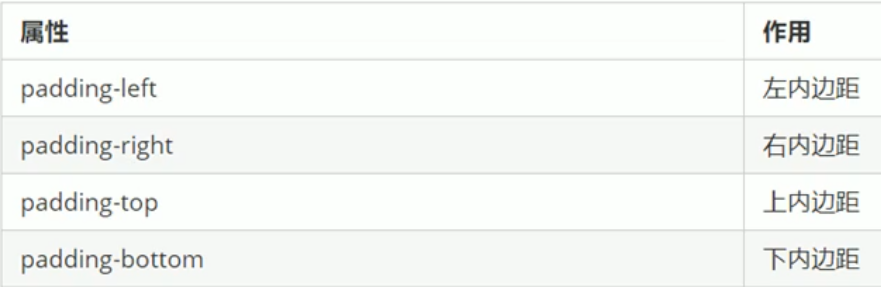 属性 作用
padding-left 左内边距
padding-right 右内边距
padding-top 上内边距
padding-bottom 下内边距